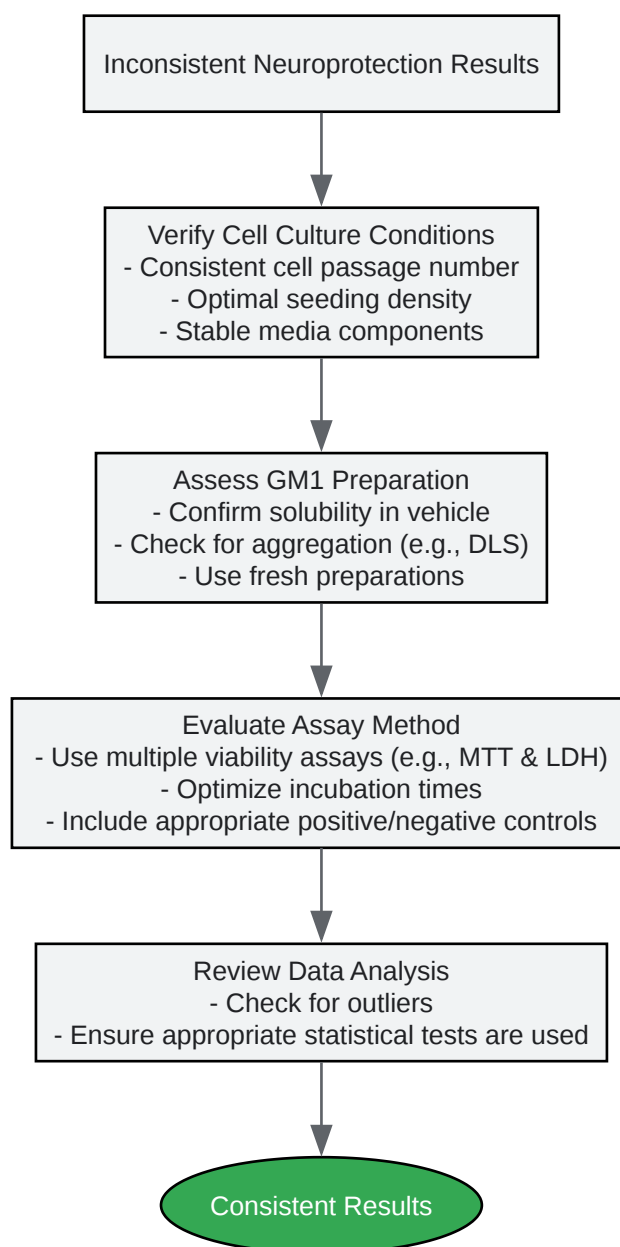 Inconsistent Neuroprotection Results
Verify Cell Culture Conditions
- Consistent cell passage number
- Optimal seeding density
- Stable media components
Assess GM1 Preparation
- Confirm solubility in vehicle
- Check for aggregation (e.g., DLS)
- Use fresh preparations
Evaluate Assay Method
- Use multiple viability assays (e.g., MTT & LDH)
- Optimize incubation times
- Include appropriate positive/negative controls
Review Data Analysis
- Check for outliers
- Ensure appropriate statistical tests are used
Consistent Results